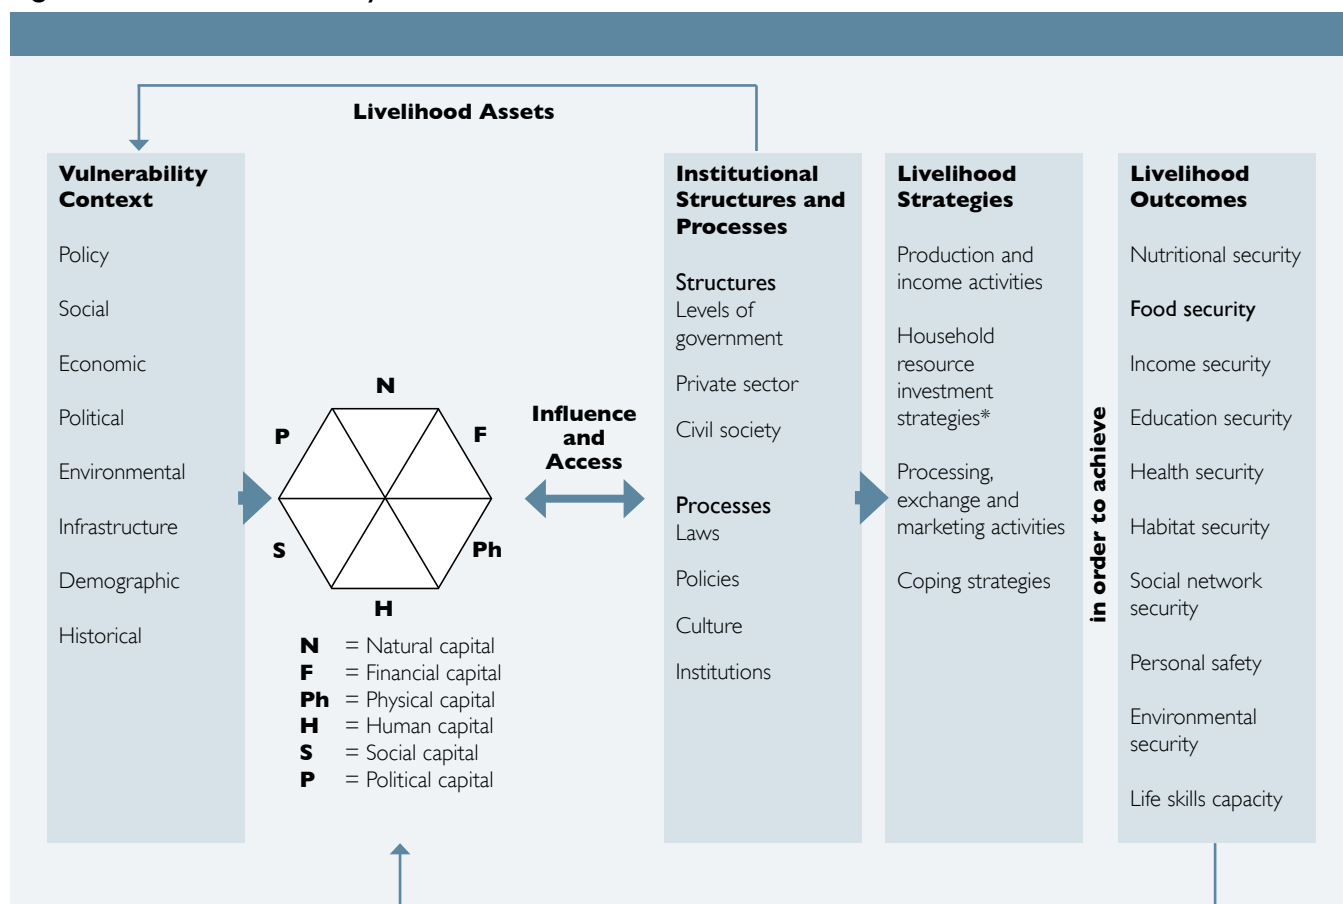 Livelihood Assets
Vulnerability
Context
Policy
Social
Economic
Political
Environmental
Infrastructure
Demographic
Historical
N
P
F
S
Ph
H
N = Natural capital
F = Financial capital
Ph = Physical capital
H = Human capital
S = Social capital
P = Political capital
Influence
and
Access
Institutional
Structures and
Processes
Structures
Levels of
government
Private sector
Civil society
Processes
Laws
Policies
Culture
Institutions
Livelihood
Strategies
Production and
income activities
Household
resource
investment
strategies*
Processing,
exchange and
marketing activities
Coping strategies
in order to achieve
Livelihood
Outcomes
Nutritional security
Food security
Income security
Education security
Health security
Habitat security
Social network
security
Personal safety
Environmental
security
Life skills capacity